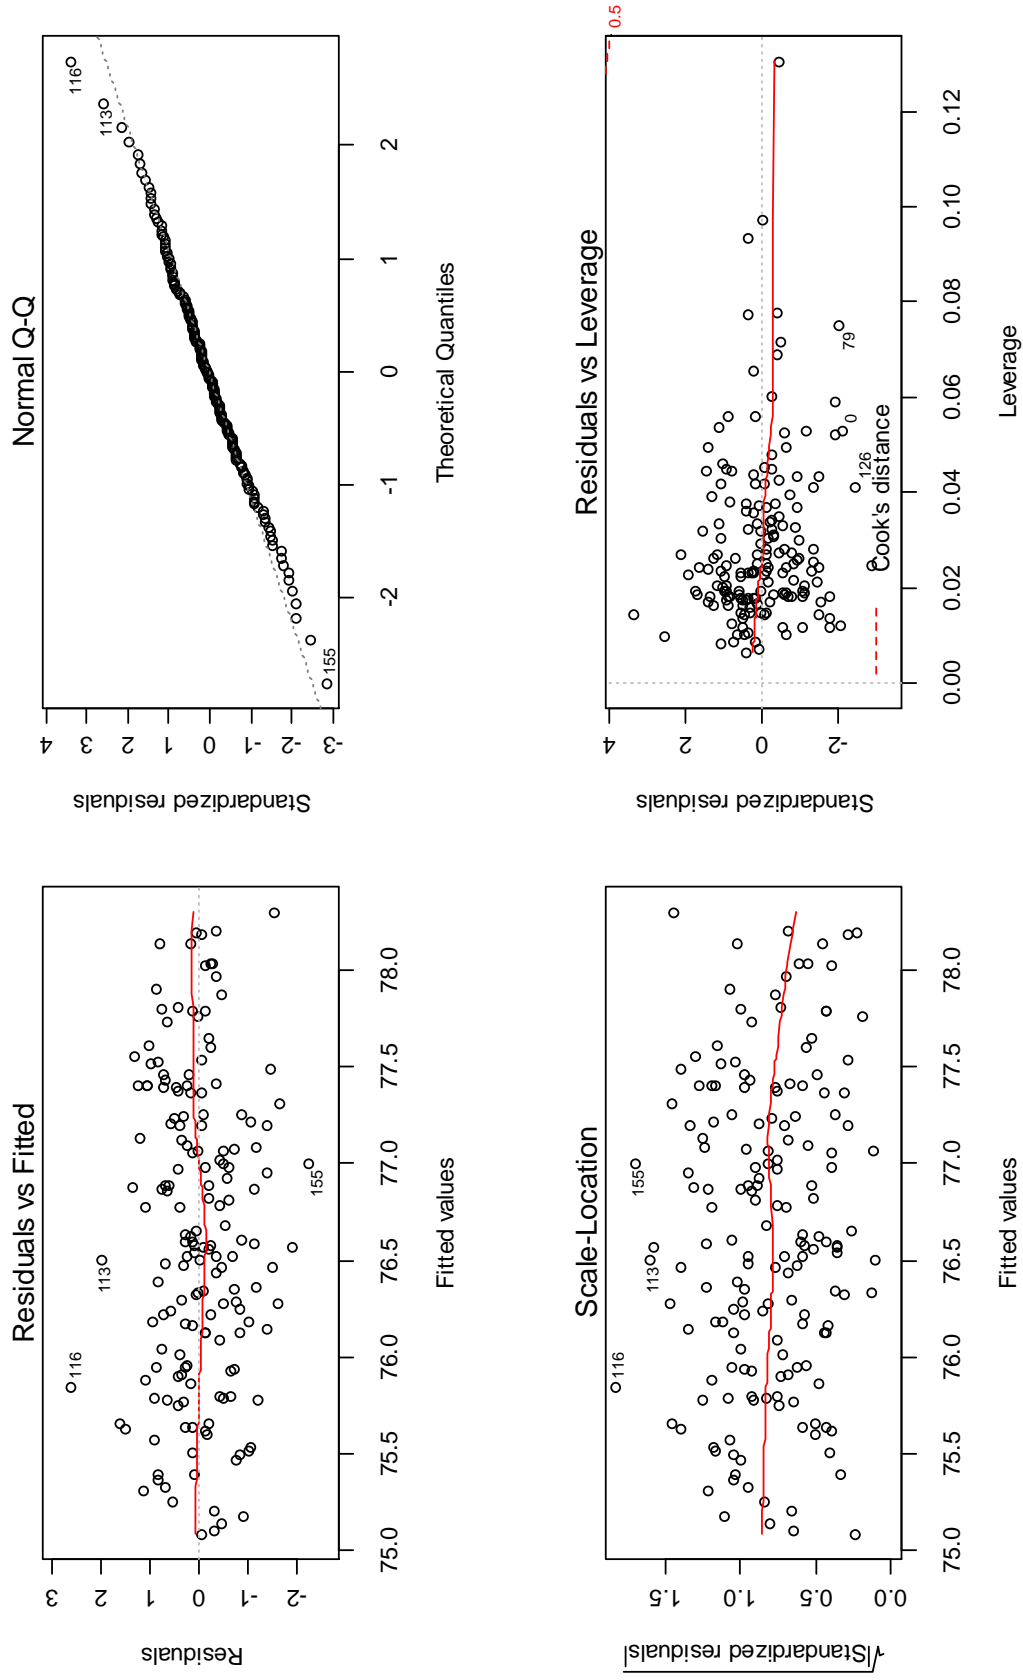 Residuals vs Fitted
Residuals
3
2
1
0
-1
-2
116
113
155
75.0 75.5 76.0 76.5 77.0 77.5 78.0
Fitted values
Normal Q-Q
Standardized residuals
4
3
2
1
0
-1
-2
-3
116
113
155
-2 -1 0 1 2
Theoretical Quantiles
Scale-Location
√|Standardized residuals|
1.5
1.0
0.5
0.0
116
155
113
75.0 75.5 76.0 76.5 77.0 77.5 78.0
Fitted values
Residuals vs Leverage
Standardized residuals
4
2
0
-2
0.5
79
0
126
Cook's distance
0.00 0.02 0.04 0.06 0.08 0.10 0.12
Leverage